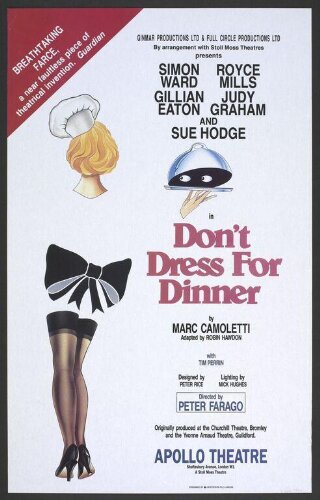 BREATHTAKING
FARCE,
a near faultless piece of
theatrical invention. Guardian
GINMAR PRODUCTIONS LTD & FULL CIRCLE PRODUCTIONS LTD
By arrangement with Stoll Moss Theatres
presents
SIMON WARD
ROYCE MILLS
GILLIAN EATON
JUDY GRAHAM
AND
SUE HODGE
in
Don't
Dress For
Dinner
by
MARC CAMOLETTI
Adapted by ROBIN HAWDON
with
TIM PERRIN
Designed by
PETER RICE
Lighting by
MICK HUGHES
Directed by
PETER FARAGO
Originally produced at the Churchill Theatre, Bromley
and the Yvonne Arnaud Theatre, Guildford.
APOLLO THEATRE
Shaftesbury Avenue, London W1.
A Stoll Moss Theatre